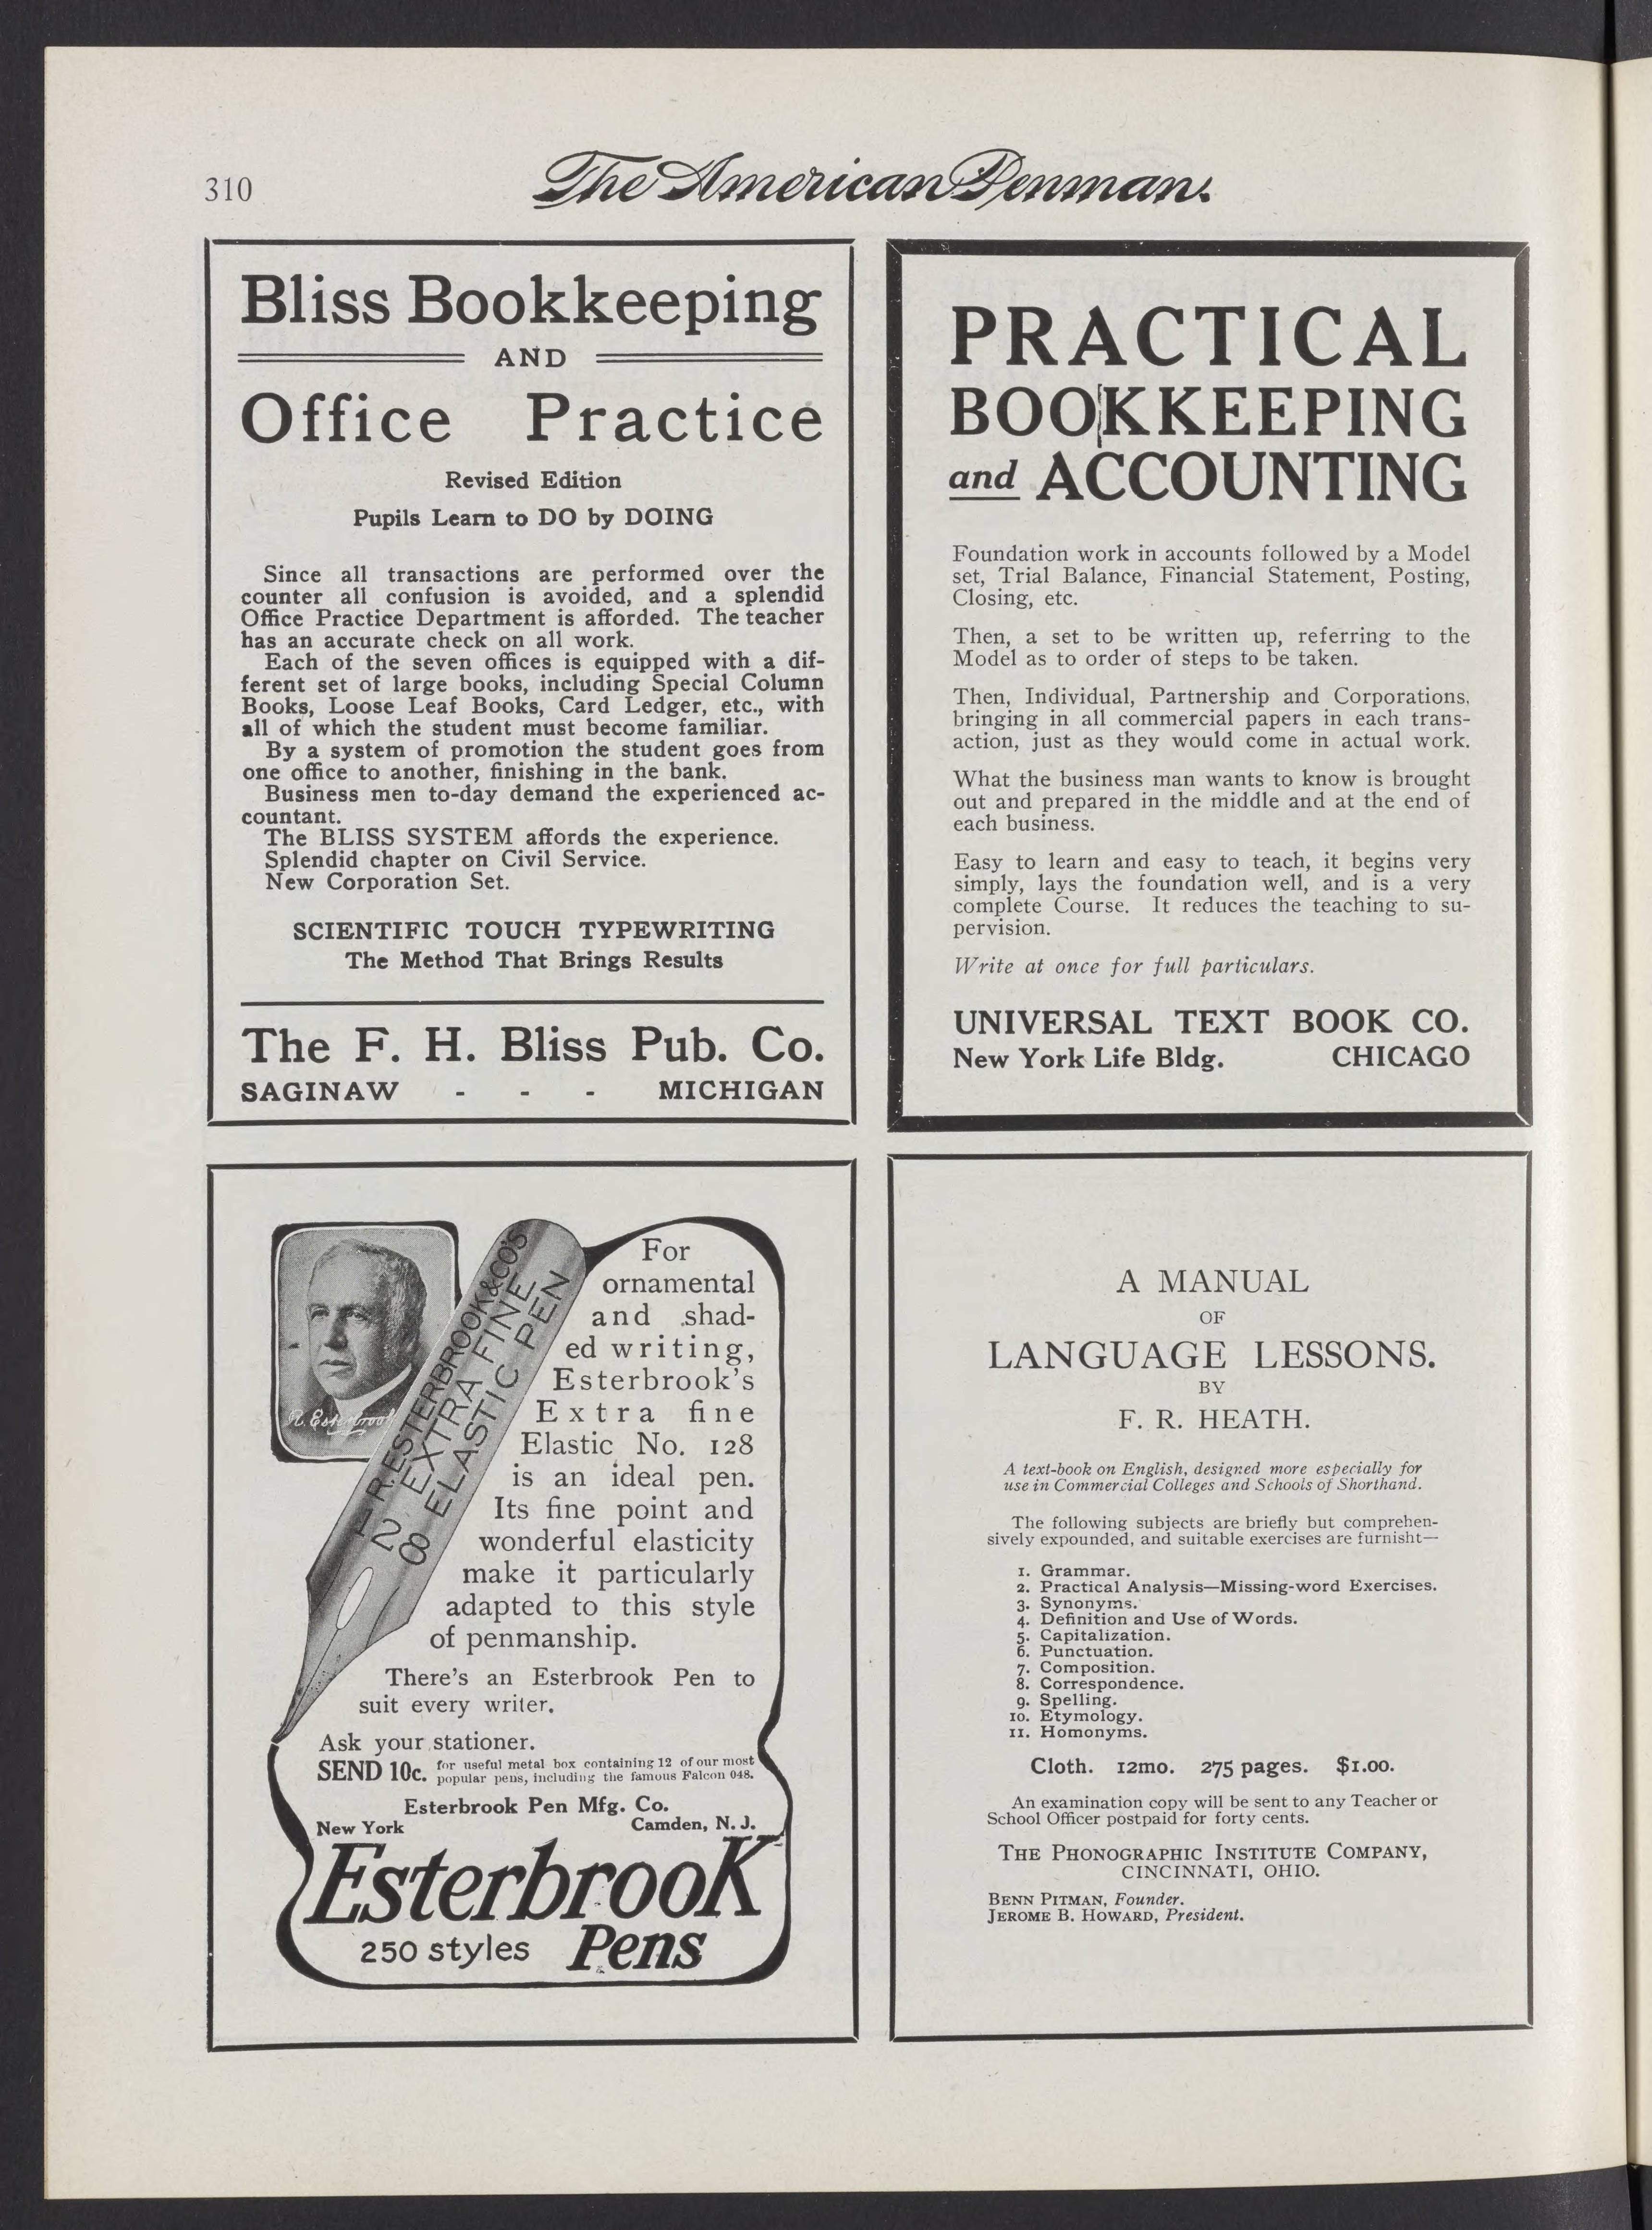 310
The American Penman.
Bliss Bookkeeping
AND
Office Practice
Revised Edition
Pupils Learn to DO by DOING
Since all transactions are performed over the
counter all confusion is avoided, and a splendid
Office Practice Department is afforded. The teacher
has an accurate check on all work.
Each of the seven offices is equipped with a dif-
ferent set of large books, including Special Column
Books, Loose Leaf Books, Card Ledger, etc., with
all of which the student must become familiar.
By a system of promotion the student goes from
one office to another, finishing in the bank.
Business men to-day demand the experienced ac-
countant.
The BLISS SYSTEM affords the experience.
Splendid chapter on Civil Service.
New Corporation Set.
SCIENTIFIC TOUCH TYPEWRITING
The Method That Brings Results
The F. H. Bliss Pub. Co.
SAGINAW - - - MICHIGAN
PRACTICAL
BOOKKEEPING
and ACCOUNTING
Foundation work in accounts followed by a Model
set, Trial Balance, Financial Statement, Posting,
Closing, etc.
Then, a set to be written up, referring to the
Model as to order of steps to be taken.
Then, Individual, Partnership and Corporations,
bringing in all commercial papers in each trans-
action, just as they would come in actual work.
What the business man wants to know is brought
out and prepared in the middle and at the end of
each business.
Easy to learn and easy to teach, it begins very
simply, lays the foundation well, and is a very
complete Course. It reduces the teaching to su-
pervision.
Write at once for full particulars.
UNIVERSAL TEXT BOOK CO.
New York Life Bldg. CHICAGO
R. Esterbrook
R. ESTERBROOK & CO'S
EXTRA FINE
ELASTIC PEN
128
For
ornamental
and shad-
ed writing,
Esterbrook's
Extra fine
Elastic No. 128
is an ideal pen.
Its fine point and
wonderful elasticity
make it particularly
adapted to this style
of penmanship.
There's an Esterbrook Pen to
suit every writer.
Ask your stationer.
SEND 10c. for useful metal box containing 12 of our most
popular pens, including the famous Falcon 048.
Esterbrook Pen Mfg. Co.
New York Camden, N. J.
Esterbrook
250 styles Pens
A MANUAL
OF
LANGUAGE LESSONS.
BY
F. R. HEATH.
A text-book on English, designed more especially for
use in Commercial Colleges and Schools of Shorthand.
The following subjects are briefly but comprehen-
sively expounded, and suitable exercises are furnisht—
1. Grammar.
2. Practical Analysis—Missing-word Exercises.
3. Synonyms.
4. Definition and Use of Words.
5. Capitalization.
6. Punctuation.
7. Composition.
8. Correspondence.
9. Spelling.
10. Etymology.
11. Homonyms.
Cloth. 12mo. 275 pages. $1.00.
An examination copy will be sent to any Teacher or
School Officer postpaid for forty cents.
THE PHONOGRAPHIC INSTITUTE COMPANY,
CINCINNATI, OHIO.
BENN PITMAN, Founder.
JEROME B. HOWARD, President.